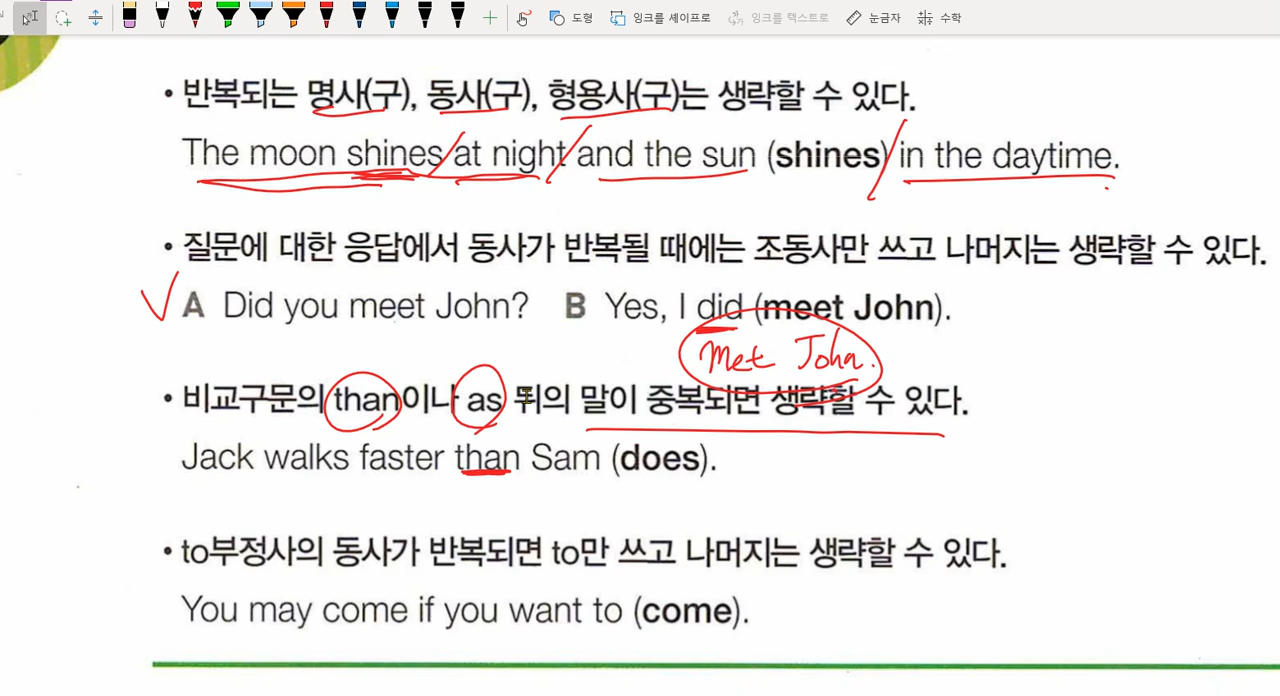 도형 잉크를 셰이프로 잉크를 텍스트로 눈금자 수학
• 반복되는 명사(구), 동사(구), 형용사(구)는 생략할 수 있다.
The moon shines at night and the sun (shines) in the daytime.
• 질문에 대한 응답에서 동사가 반복될 때에는 조동사만 쓰고 나머지는 생략할 수 있다.
A Did you meet John? B Yes, I did (meet John).
Met John.
• 비교구문의 than이나 as 뒤의 말이 중복되면 생략할 수 있다.
Jack walks faster than Sam (does).
• to부정사의 동사가 반복되면 to만 쓰고 나머지는 생략할 수 있다.
You may come if you want to (come).